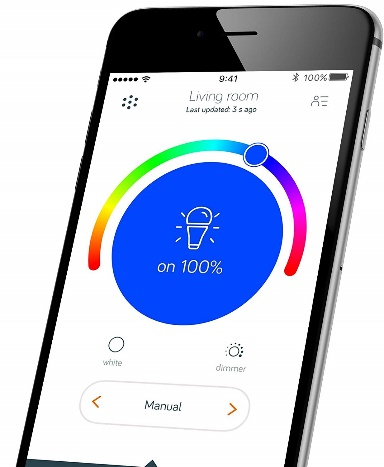 9:41
100%
Living room
Last updated: 3 s ago
on 100%
white
dimmer
Manual